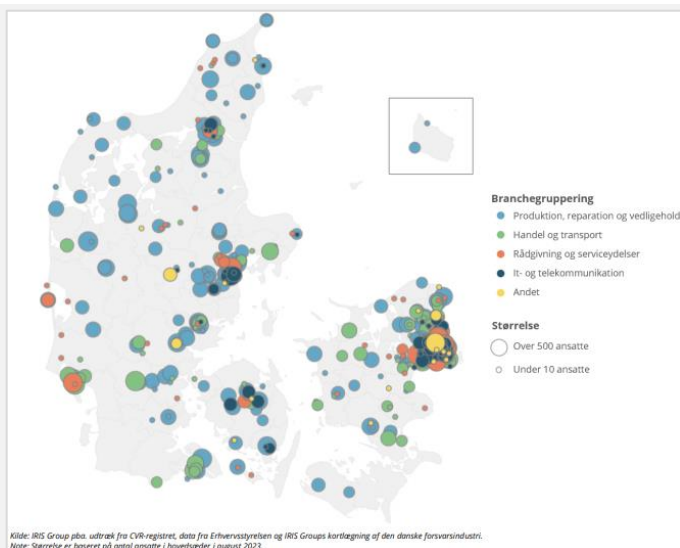 Branchegruppering
Produktion, reparation og vedligehold
Handel og transport
Rådgivning og serviceydelser
It- og telekommunikation
Andet
Størrelse
Over 500 ansatte
Under 10 ansatte
Kilde: IRIS Group pba. udtræk fra CVR-registret, data fra Erhvervsstyrelsen og IRIS Groups kortlægning af den danske forsvarsindustri.
Note: Størrelse er baseret på antal ansatte i hovedsæder i august 2023.